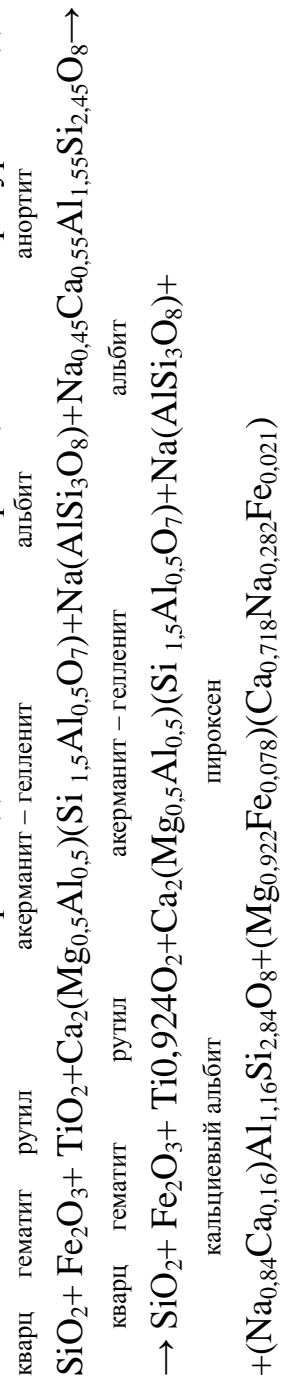 кварц гематит рутил акерманит – гелленит альбит анортит
SiO₂+ Fe₂O₃+ TiO₂+Ca₂(Mg₀,₅Al₀,₅)(Si ₁,₅Al₀,₅O₇)+Na(AlSi₃O₈)+Na₀,₄₅Ca₀,₅₅Al₁,₅₅Si₂,₄₅O₈→
кварц гематит рутил акерманит – гелленит альбит
→ SiO₂+ Fe₂O₃+ Ti0,924O₂+Ca₂(Mg₀,₅Al₀,₅)(Si ₁,₅Al₀,₅O₇)+Na(AlSi₃O₈)+
кальциевый альбит пироксен
+(Na₀,₈₄Ca₀,₁₆)Al₁,₁₆Si₂,₈₄O₈+(Mg₀,₉₂₂Fe₀,₀₇₈)(Ca₀,₇₁₈Na₀,₂₈₂Fe₀,₀₂₁)